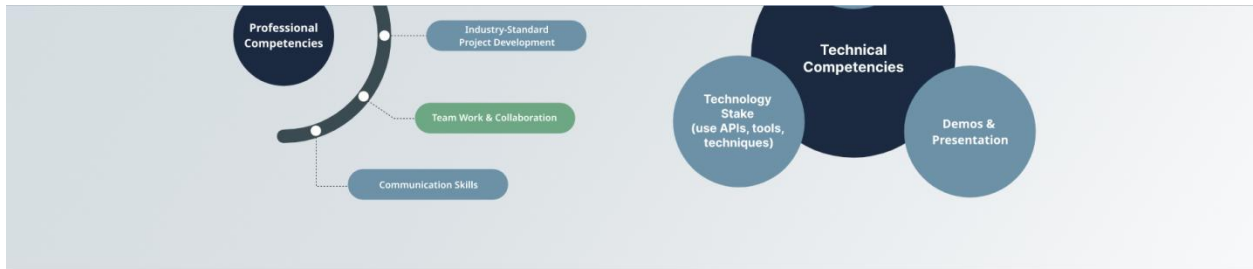 Professional
Competencies
Industry-Standard
Project Development
Team Work & Collaboration
Communication Skills
Technical
Competencies
Technology
Stake
(use APIs, tools,
techniques)
Demos &
Presentation